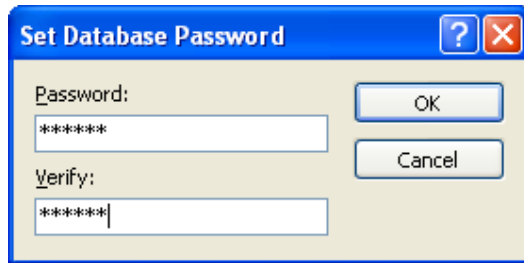 Set Database Password
Password:
******
Verify:
******
OK
Cancel